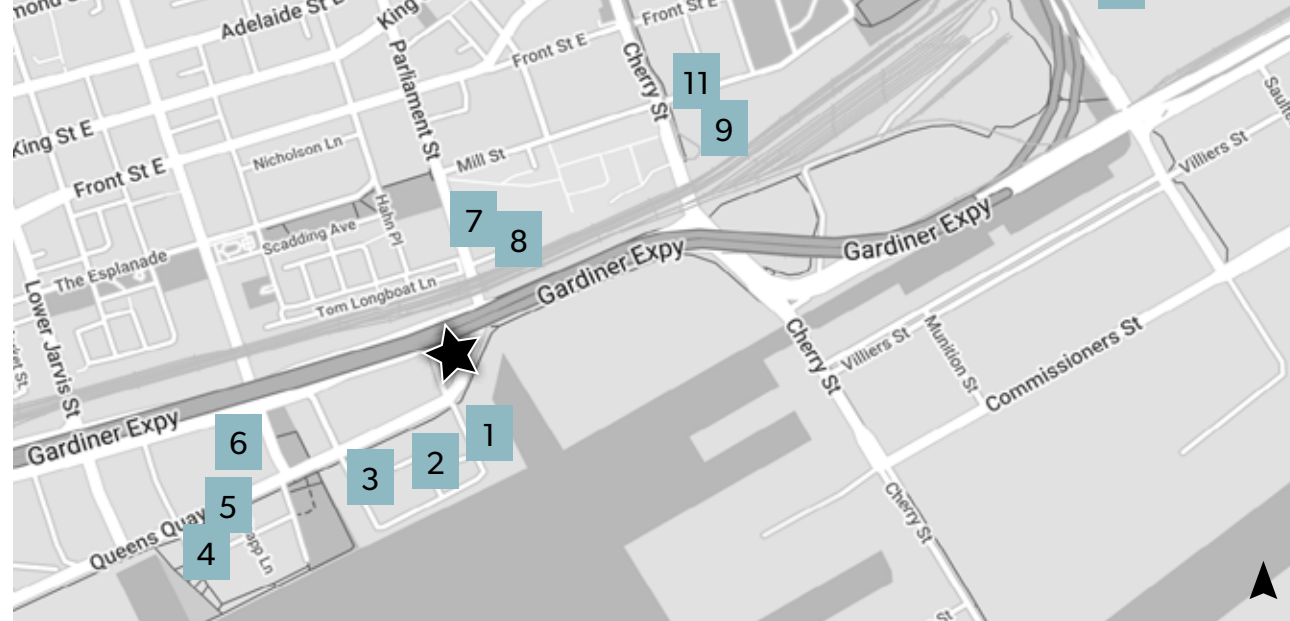 Adelaide St E
King
Front St E
Parliament St
Cherry St
11
9
King St E
Nicholson Ln
Front St E
Mill St
Villiers St
Hahn Pl
7
8
Scadding Ave
Gardiner Expy
Gardiner Expy
The Esplanade
Tom Longboat Ln
Lower Jarvis St
Cherry St
Villiers St
Munition St
Commissioners St
Gardiner Expy
6
1
2
3
5
Queens Quay
4
Cherry St
St